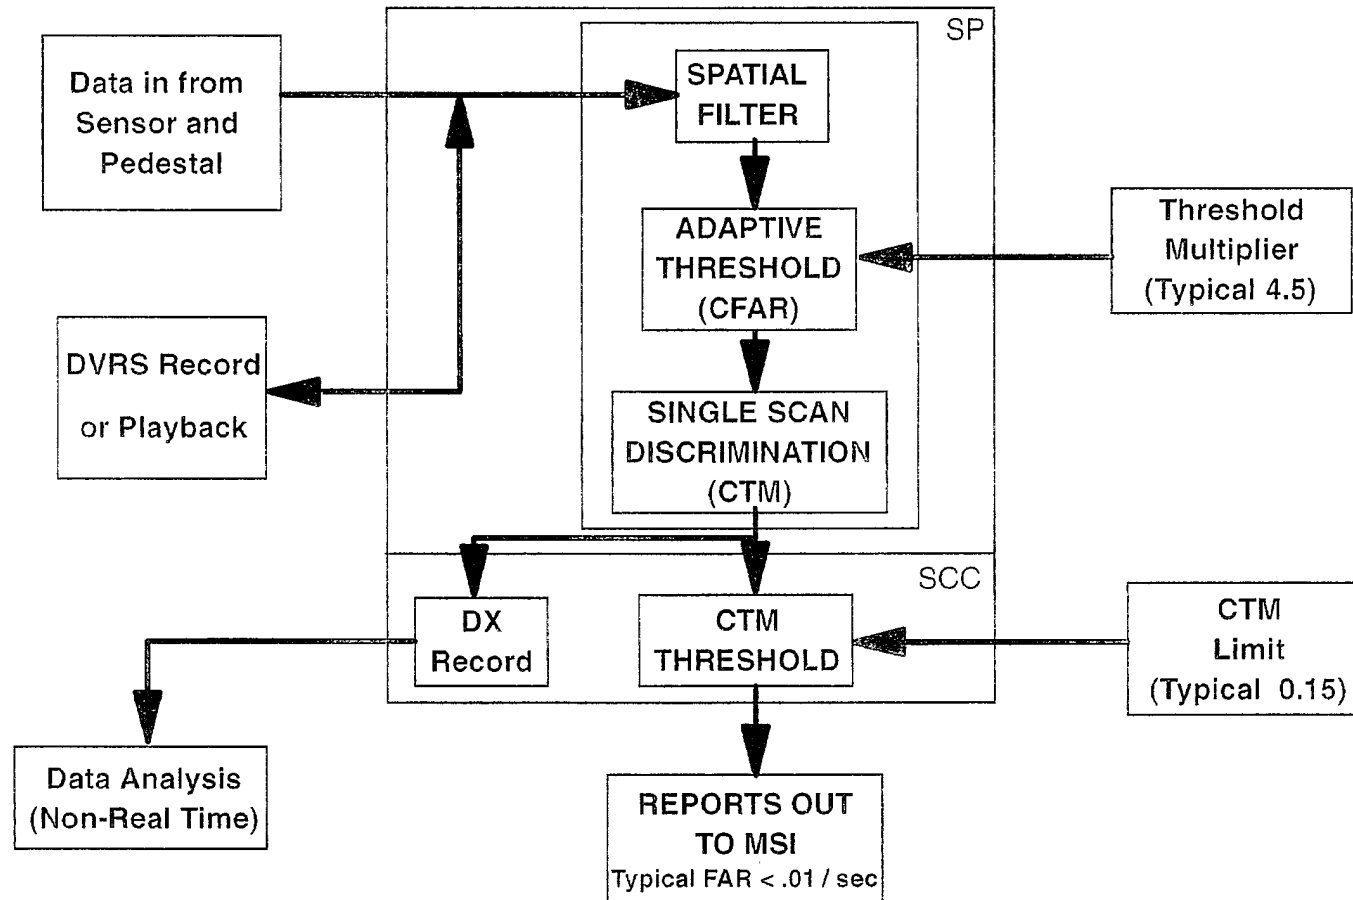 SP
Data in from
Sensor and
Pedestal
SPATIAL
FILTER
ADAPTIVE
THRESHOLD
(CFAR)
Threshold
Multiplier
(Typical 4.5)
DVRS Record
or Playback
SINGLE SCAN
DISCRIMINATION
(CTM)
SCC
DX
Record
CTM
THRESHOLD
CTM
Limit
(Typical 0.15)
Data Analysis
(Non-Real Time)
REPORTS OUT
TO MSI
Typical FAR < .01 / sec